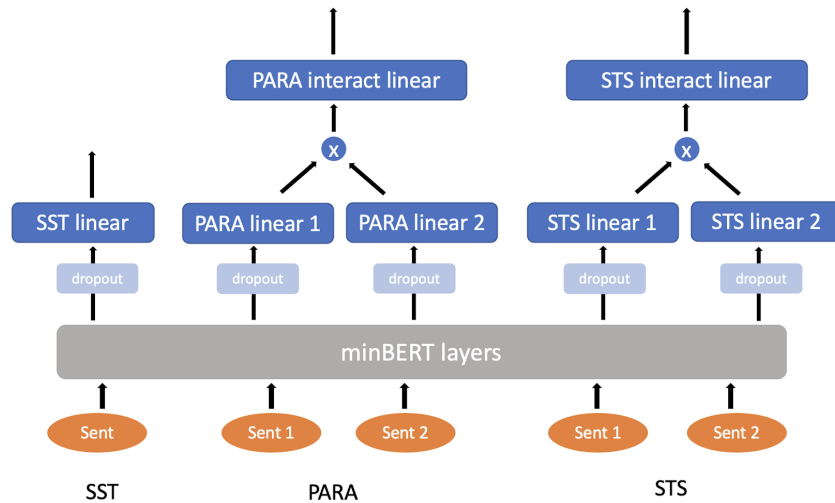 PARA interact linear
STS interact linear
X
X
SST linear
PARA linear 1
PARA linear 2
STS linear 1
STS linear 2
dropout
dropout
dropout
dropout
dropout
minBERT layers
Sent
Sent 1
Sent 2
Sent 1
Sent 2
SST
PARA
STS